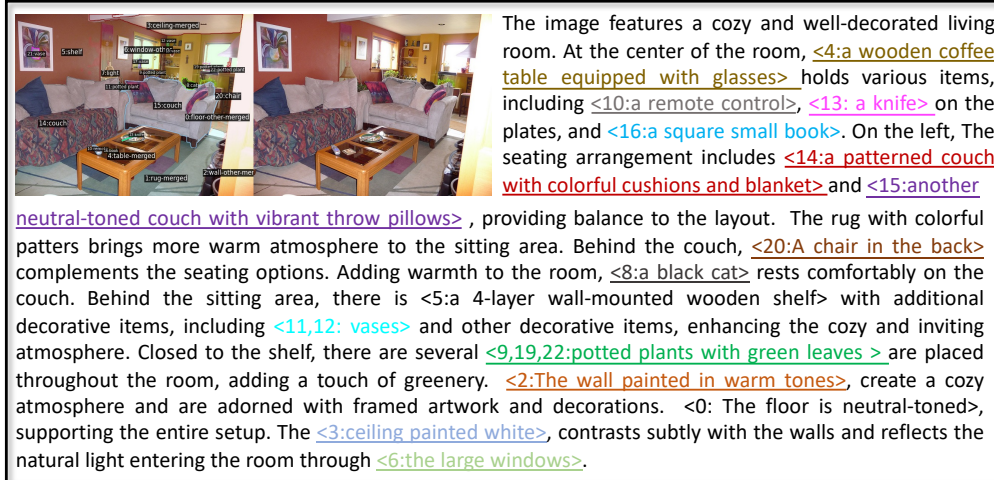 3:ceiling-merged
21:vase
5:shelf
6:window-other
7:light
22:potted plant
11:potted plant
8:cat
20:chair
15:couch
0:floor-other-merged
14:couch
4:table-merged
1:rug-merged
2:wall-other-mer
The image features a cozy and well-decorated living
room. At the center of the room, <4:a wooden coffee
table equipped with glasses> holds various items,
including <10:a remote control>, <13: a knife> on the
plates, and <16:a square small book>. On the left, The
seating arrangement includes <14:a patterned couch
with colorful cushions and blanket> and <15:another
neutral-toned couch with vibrant throw pillows> , providing balance to the layout. The rug with colorful
patters brings more warm atmosphere to the sitting area. Behind the couch, <20:A chair in the back>
complements the seating options. Adding warmth to the room, <8:a black cat> rests comfortably on the
couch. Behind the sitting area, there is <5:a 4-layer wall-mounted wooden shelf> with additional
decorative items, including <11,12: vases> and other decorative items, enhancing the cozy and inviting
atmosphere. Closed to the shelf, there are several <9,19,22:potted plants with green leaves > are placed
throughout the room, adding a touch of greenery. <2:The wall painted in warm tones>, create a cozy
atmosphere and are adorned with framed artwork and decorations. <0: The floor is neutral-toned>,
supporting the entire setup. The <3:ceiling painted white>, contrasts subtly with the walls and reflects the
natural light entering the room through <6:the large windows>.